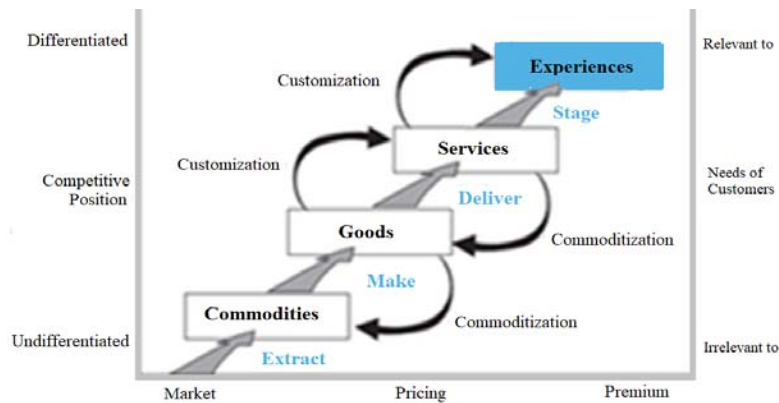 Differentiated
Relevant to
Experiences
Customization
Stage
Services
Customization
Needs of
Customers
Competitive
Position
Deliver
Goods
Commoditization
Make
Commodities
Commoditization
Undifferentiated
Irrelevant to
Extract
Market
Pricing
Premium